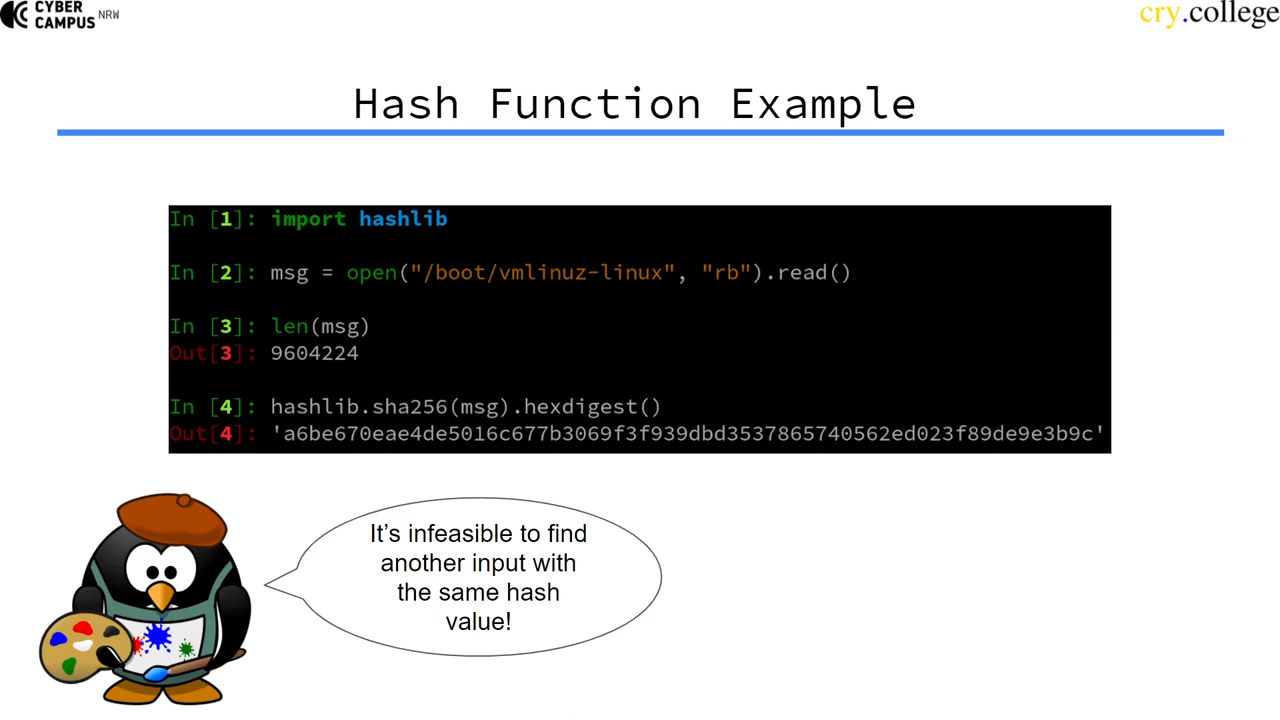 CYBER
CAMPUS NRW
cry.college
Hash Function Example
In [1]: import hashlib
In [2]: msg = open("/boot/vmlinuz-linux", "rb").read()
In [3]: len(msg)
Out[3]: 9604224
In [4]: hashlib.sha256(msg).hexdigest()
Out[4]: 'a6be670eae4de5016c677b3069f3f939dbd3537865740562ed023f89de9e3b9c'
It’s infeasible to find
another input with
the same hash
value!